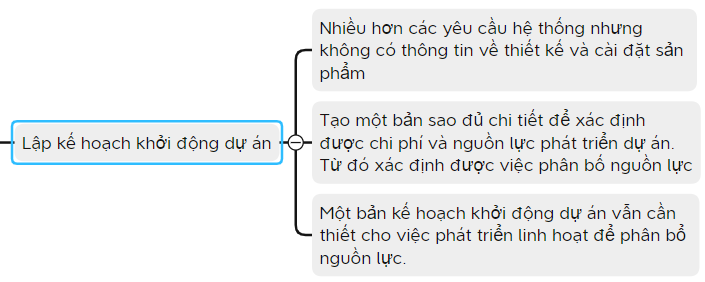 Nhiều hơn các yêu cầu hệ thống nhưng
không có thông tin về thiết kế và cài đặt sản
phẩm
Lập kế hoạch khởi động dự án
Tạo một bản sao đủ chi tiết để xác định
được chi phí và nguồn lực phát triển dự án.
Từ đó xác định được việc phân bố nguồn lực
Một bản kế hoạch khởi động dự án vẫn cần
thiết cho việc phát triển linh hoạt để phân bổ
nguồn lực.